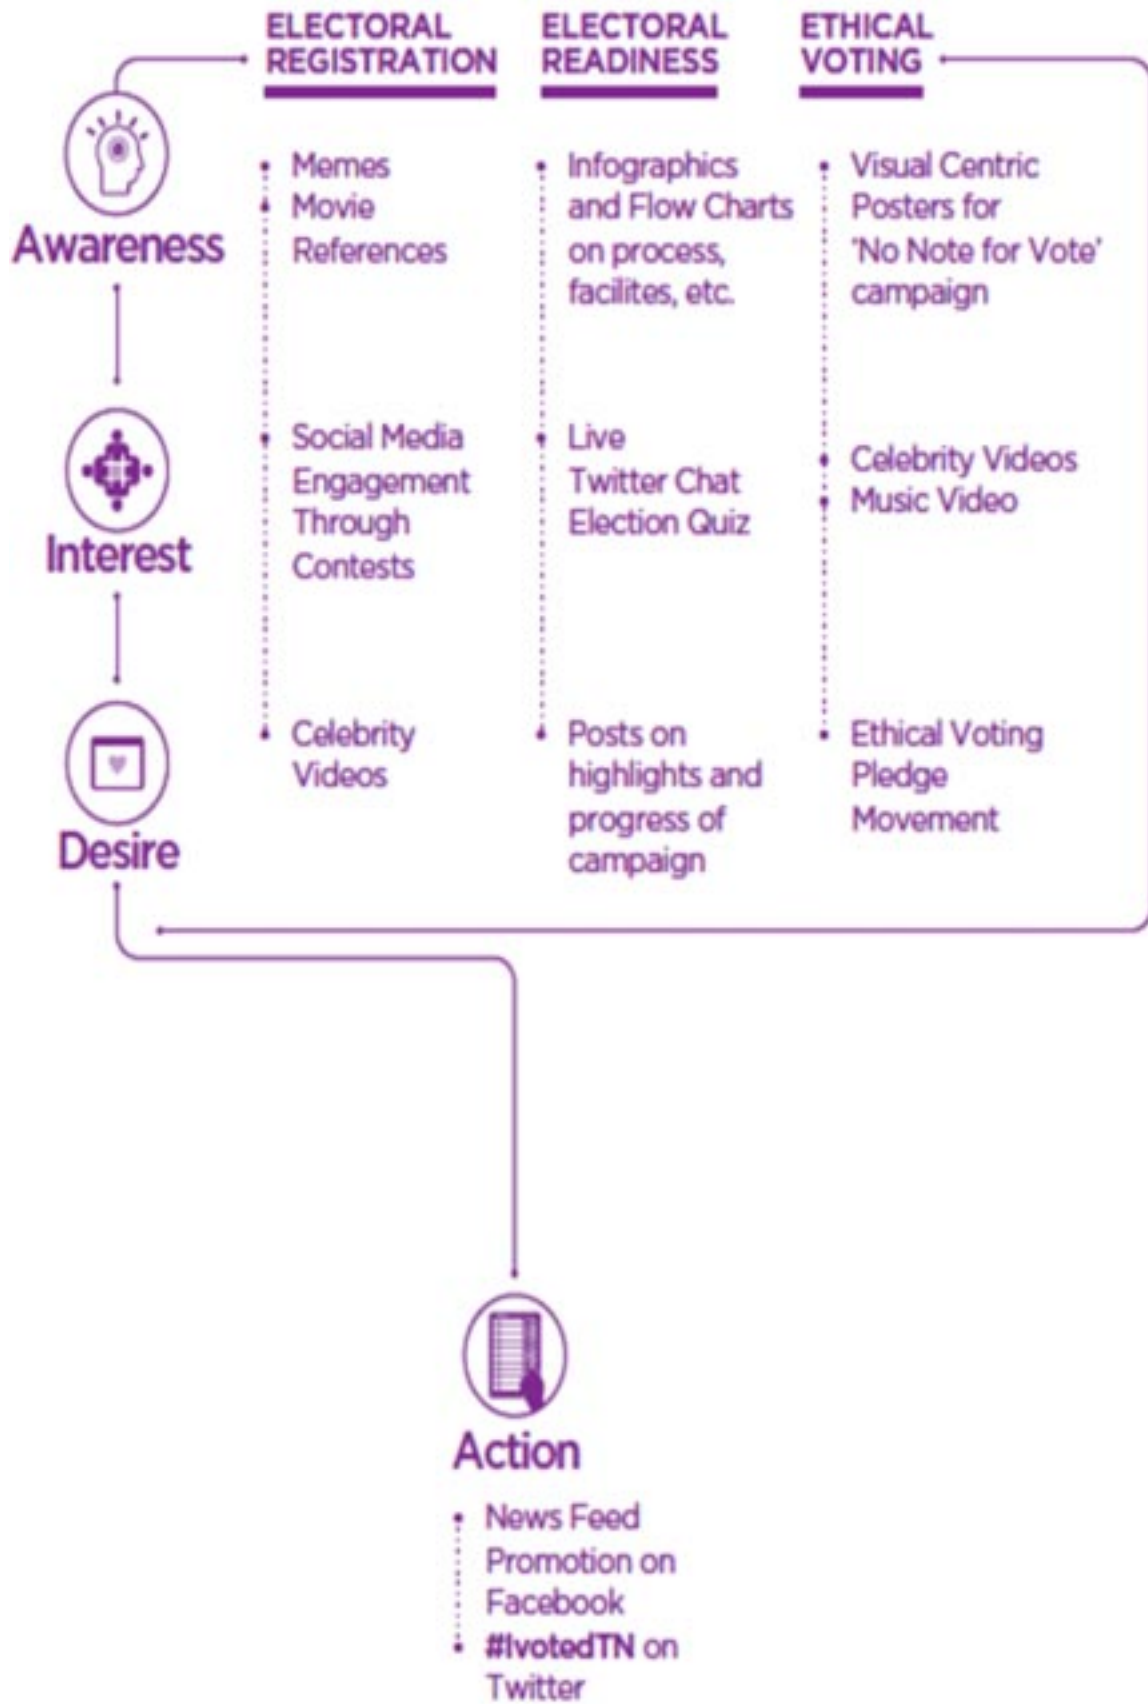 ELECTORAL
REGISTRATION
ELECTORAL
READINESS
ETHICAL
VOTING
Awareness
Memes
Movie
References
Infographics
and Flow Charts
on process,
facilites, etc.
Visual Centric
Posters for
'No Note for Vote'
campaign
Interest
Social Media
Engagement
Through
Contests
Live
Twitter Chat
Election Quiz
Celebrity Videos
Music Video
Desire
Celebrity
Videos
Posts on
highlights and
progress of
campaign
Ethical Voting
Pledge
Movement
Action
News Feed
Promotion on
Facebook
#IvotedTN on
Twitter